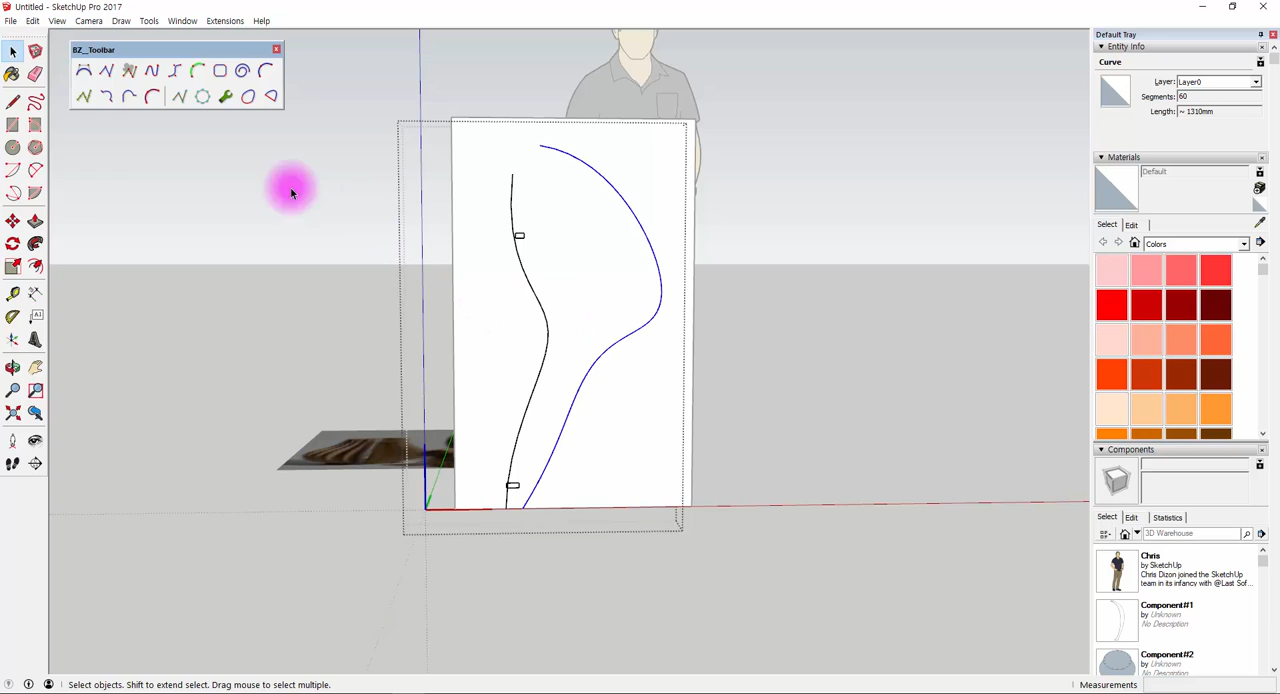 Untitled - SketchUp Pro 2017
File Edit View Camera Draw Tools Window Extensions Help
BZ__Toolbar
Default Tray
Entity Info
Curve
Layer: Layer0
Segments: 60
Length: ~ 1310mm
Materials
Default
Select Edit
Colors
Components
Select Edit Statistics
3D Warehouse
Chris
by SketchUp
Chris Dizon joined the SketchUp
team in its infancy with @Last Sof...
Component#1
by Unknown
No Description
Component#2
by Unknown
No Description
Select objects. Shift to extend select. Drag mouse to select multiple.
Measurements